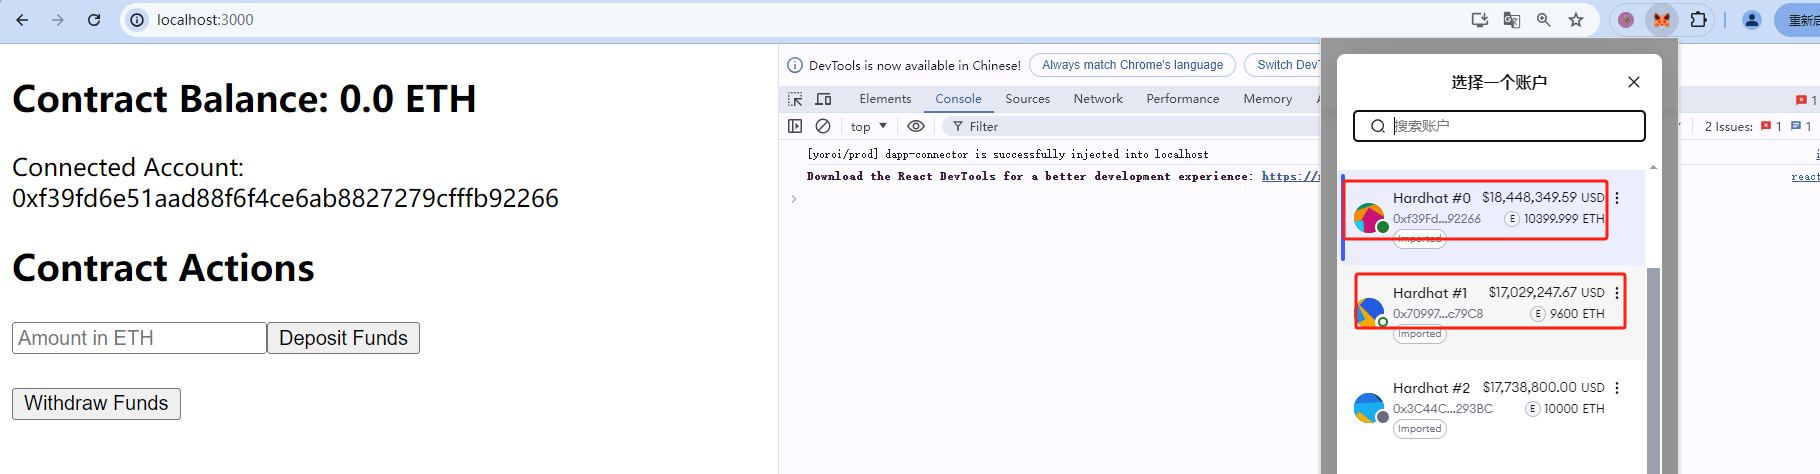 localhost:3000
重新启
Contract Balance: 0.0 ETH
Connected Account:
0xf39fd6e51aad88f6f4ce6ab8827279cfffb92266
Contract Actions
Amount in ETH
Deposit Funds
Withdraw Funds
DevTools is now available in Chinese!
Always match Chrome's language
Switch Dev
Elements
Console
Sources
Network
Performance
Memory
1
top
Filter
2 Issues:
1
1
[yoroi/prod] dapp-connector is successfully injected into localhost
Download the React DevTools for a better development experience: https://
react
选择一个账户
搜索账户
Hardhat #0 $18,448,349.59 USD
0xf39Fd...92266 E 10399.999 ETH
Imported
Hardhat #1 $17,029,247.67 USD
0x70997...c79C8 E 9600 ETH
Imported
Hardhat #2 $17,738,800.00 USD
0x3C44C...293BC E 10000 ETH
Imported